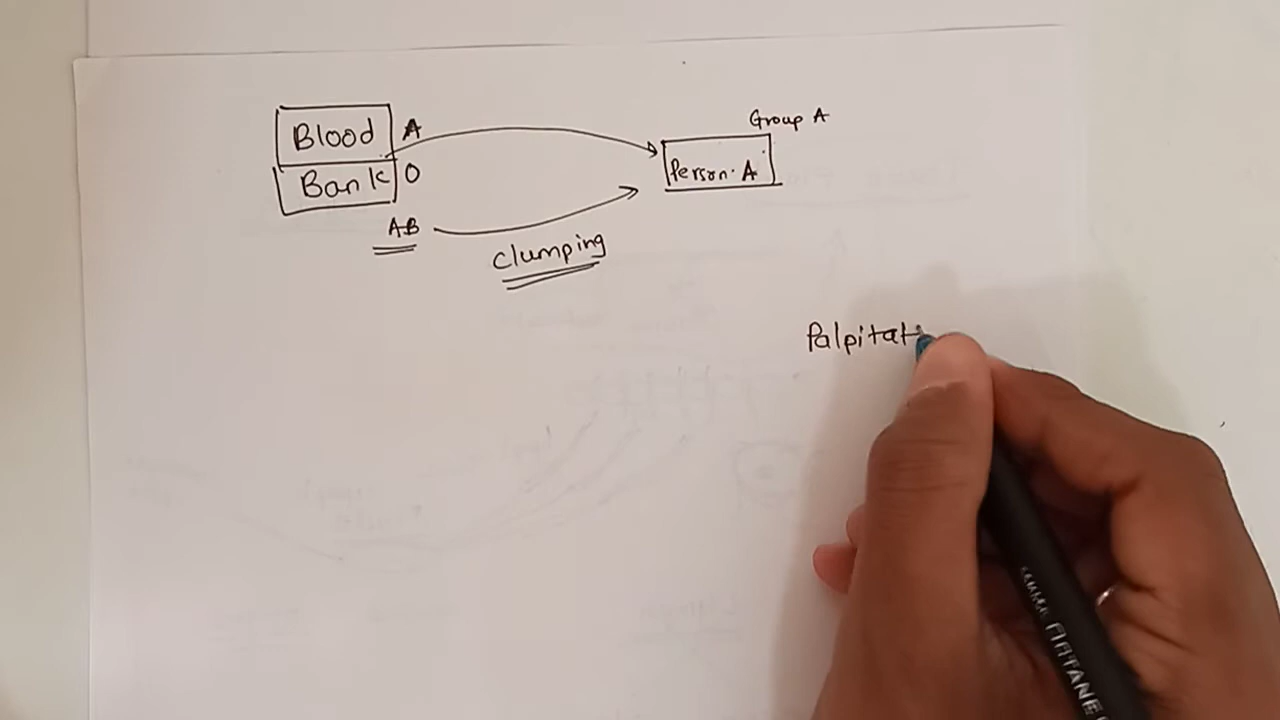 Blood A
Bank O
AB
Clumping
Group A
Person. A
Palpitat